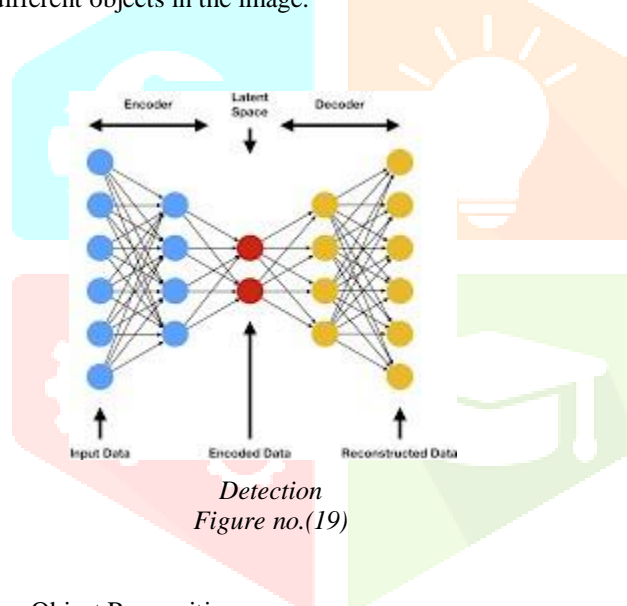 different objects in the image.
Encoder
Latent
Space
Decoder
Input Data
Encoded Data
Reconstructed Data
Detection
Figure no.(19)
Object